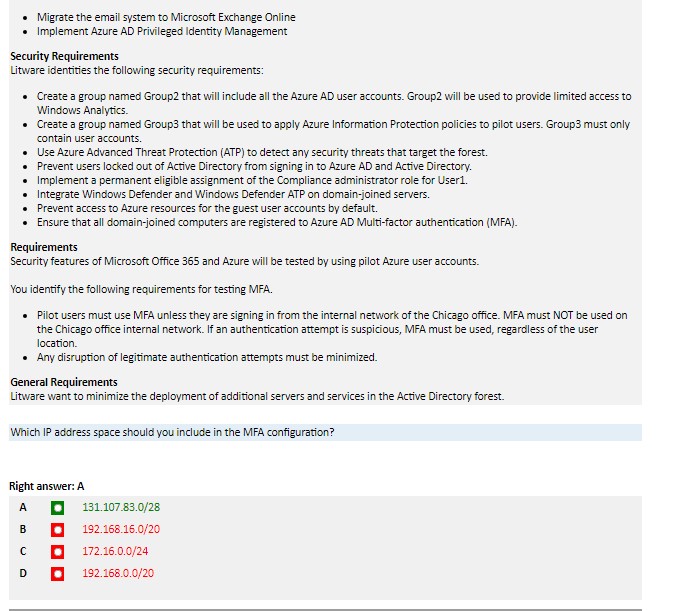 • Migrate the email system to Microsoft Exchange Online
• Implement Azure AD Privileged Identity Management
Security Requirements
Litware identities the following security requirements:
• Create a group named Group2 that will include all the Azure AD user accounts. Group2 will be used to provide limited access to
Windows Analytics.
• Create a group named Group3 that will be used to apply Azure Information Protection policies to pilot users. Group3 must only
contain user accounts.
• Use Azure Advanced Threat Protection (ATP) to detect any security threats that target the forest.
• Prevent users locked out of Active Directory from signing in to Azure AD and Active Directory.
• Implement a permanent eligible assignment of the Compliance administrator role for User1.
• Integrate Windows Defender and Windows Defender ATP on domain-joined servers.
• Prevent access to Azure resources for the guest user accounts by default.
• Ensure that all domain-joined computers are registered to Azure AD Multi-factor authentication (MFA).
Requirements
Security features of Microsoft Office 365 and Azure will be tested by using pilot Azure user accounts.
You identify the following requirements for testing MFA.
• Pilot users must use MFA unless they are signing in from the internal network of the Chicago office. MFA must NOT be used on
the Chicago office internal network. If an authentication attempt is suspicious, MFA must be used, regardless of the user
location.
• Any disruption of legitimate authentication attempts must be minimized.
General Requirements
Litware want to minimize the deployment of additional servers and services in the Active Directory forest.
Which IP address space should you include in the MFA configuration?
Right answer: A
A 131.107.83.0/28
B 192.168.16.0/20
C 172.16.0.0/24
D 192.168.0.0/20